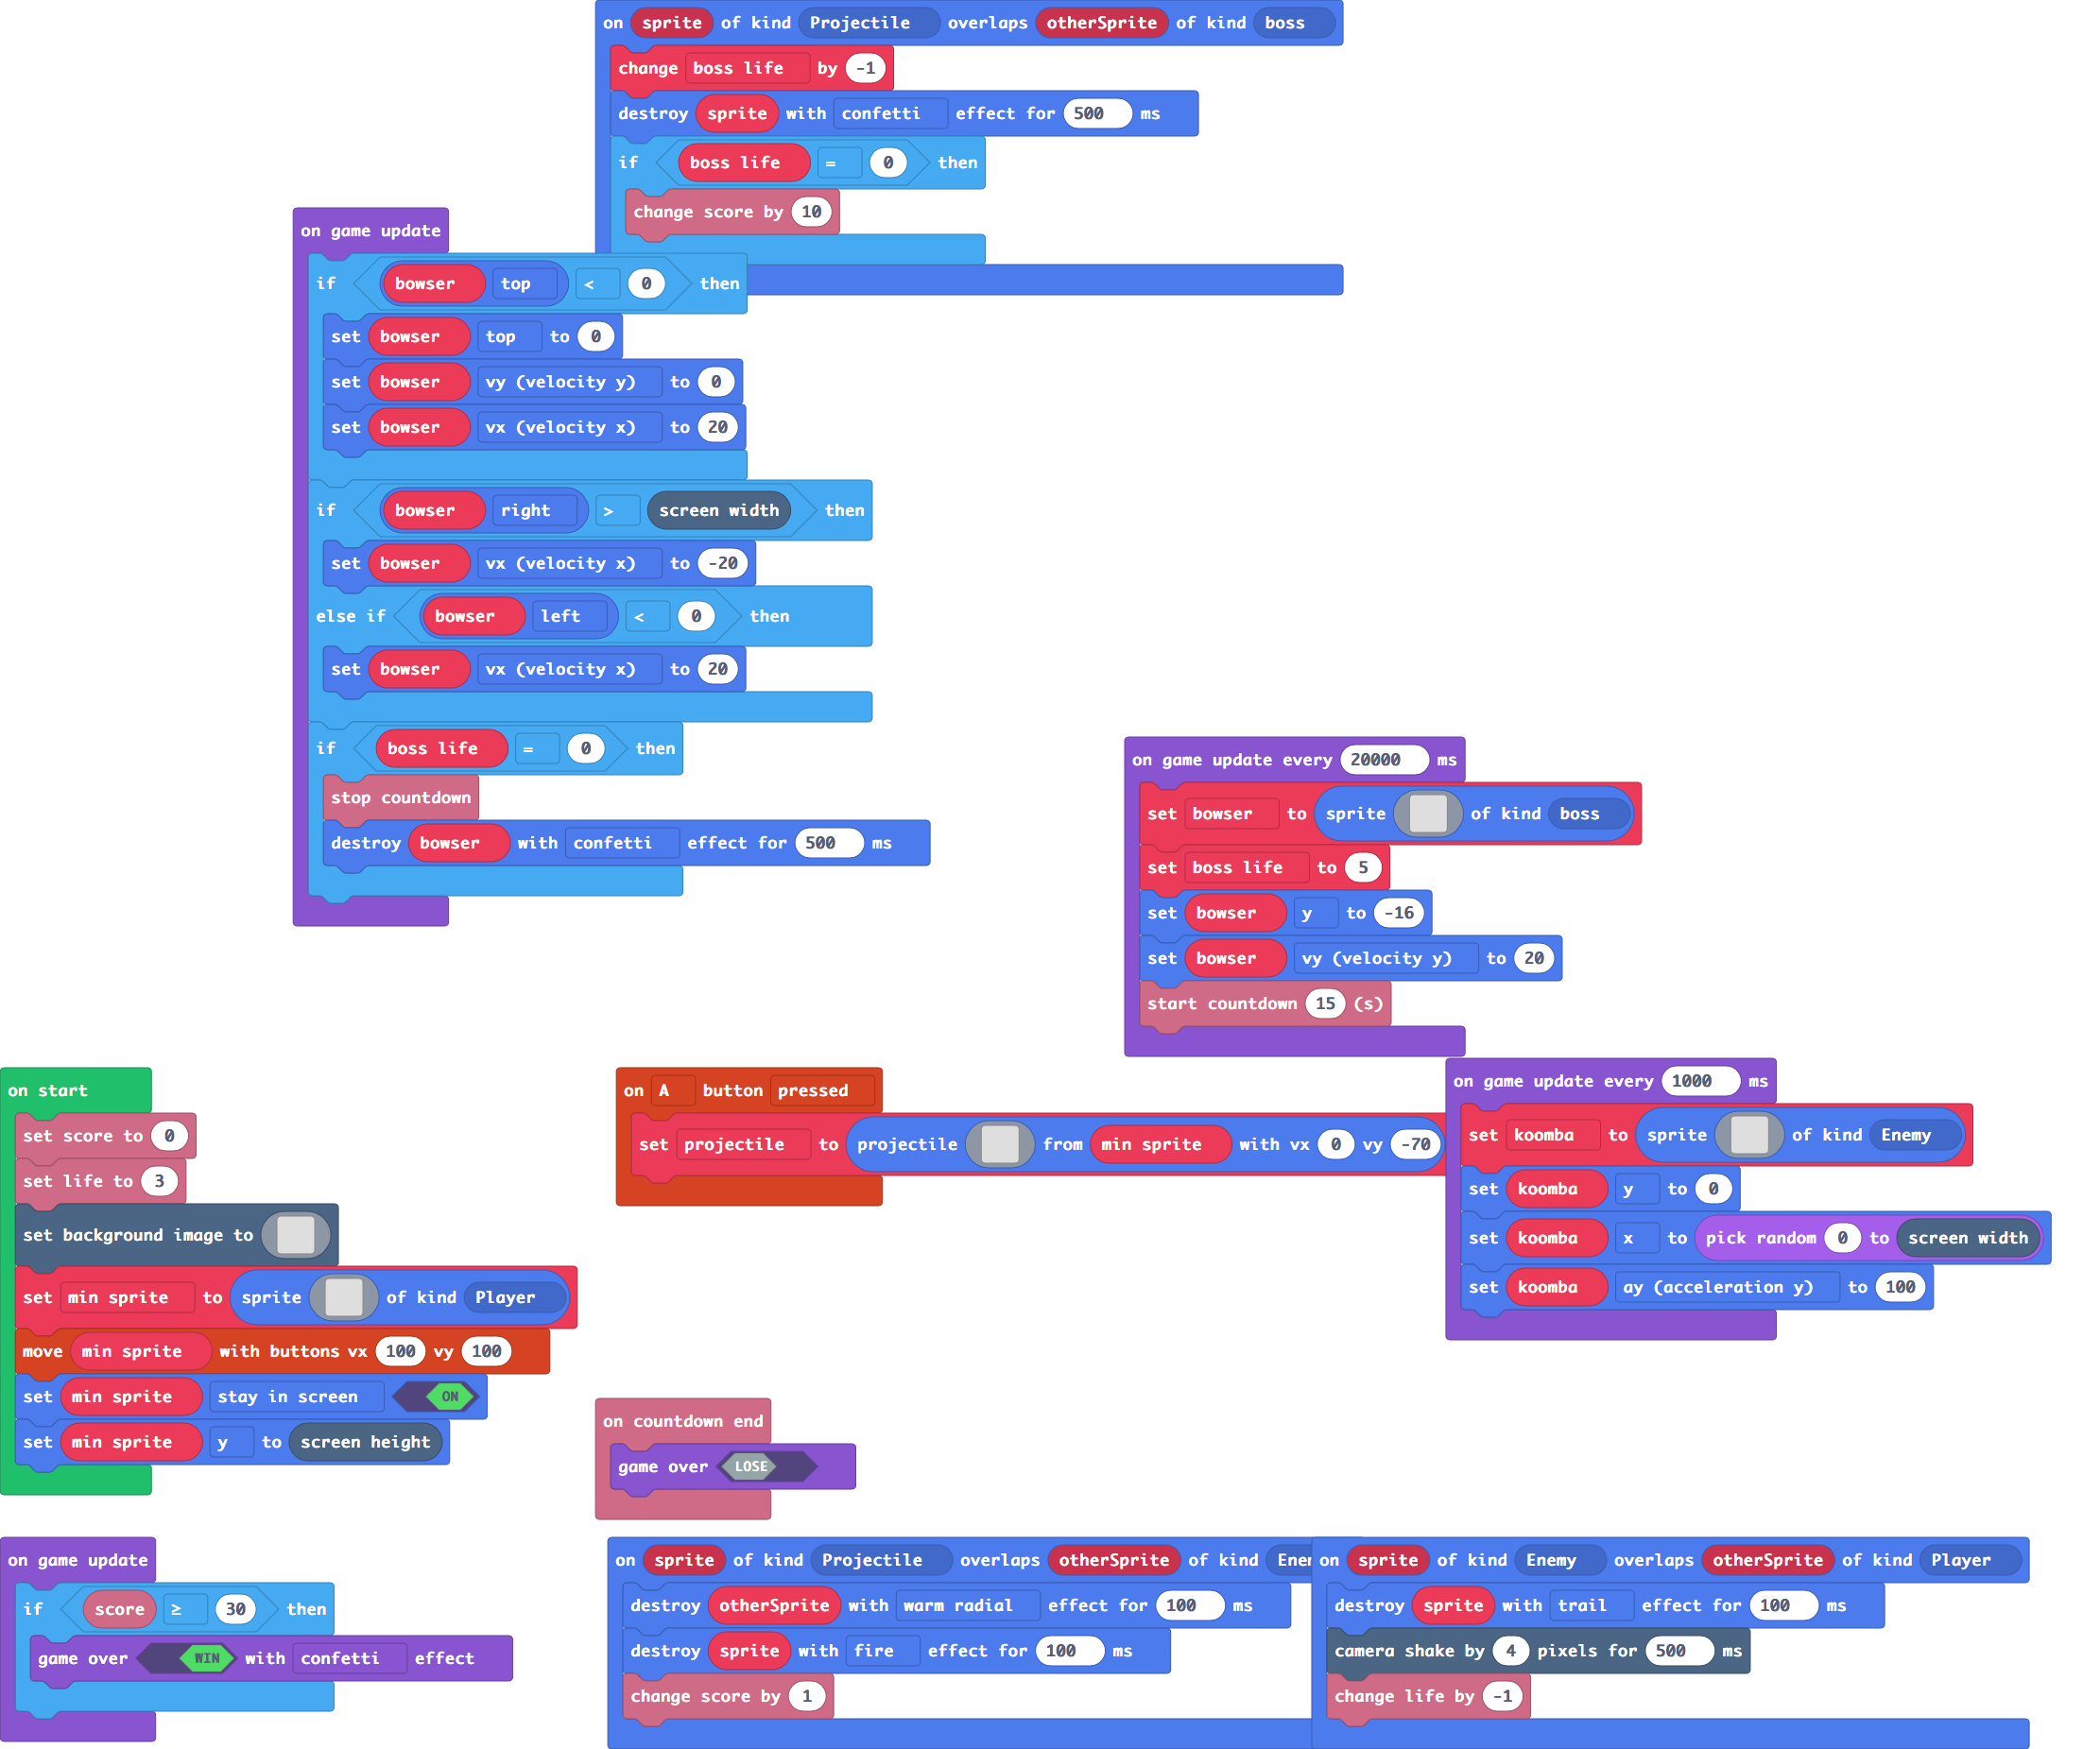 on sprite of kind Projectile overlaps otherSprite of kind boss
change boss life by -1
destroy sprite with confetti effect for 500 ms
if boss life = 0 then
change score by 10
on game update
if bowser top < 0 then
set bowser top to 0
set bowser vy (velocity y) to 0
set bowser vx (velocity x) to 20
if bowser right > screen width then
set bowser vx (velocity x) to -20
else if bowser left < 0 then
set bowser vx (velocity x) to 20
if boss life = 0 then
stop countdown
destroy bowser with confetti effect for 500 ms
on game update every 20000 ms
set bowser to sprite of kind boss
set boss life to 5
set bowser y to -16
set bowser vy (velocity y) to 20
start countdown 15 (s)
on start
set score to 0
set life to 3
set background image to
set min sprite to sprite of kind Player
move min sprite with buttons vx 100 vy 100
set min sprite stay in screen ON
set min sprite y to screen height
on A button pressed
set projectile to projectile from min sprite with vx 0 vy -70
on game update every 1000 ms
set koomba to sprite of kind Enemy
set koomba y to 0
set koomba x to pick random 0 to screen width
set koomba ay (acceleration y) to 100
on countdown end
game over LOSE
on game update
if score ≥ 30 then
game over WIN with confetti effect
on sprite of kind Projectile overlaps otherSprite of kind
destroy otherSprite with warm radial effect for 100 ms
destroy sprite with fire effect for 100 ms
change score by 1
on sprite of kind Enemy overlaps otherSprite of kind Player
destroy sprite with trail effect for 100 ms
camera shake by 4 pixels for 500 ms
change life by -1